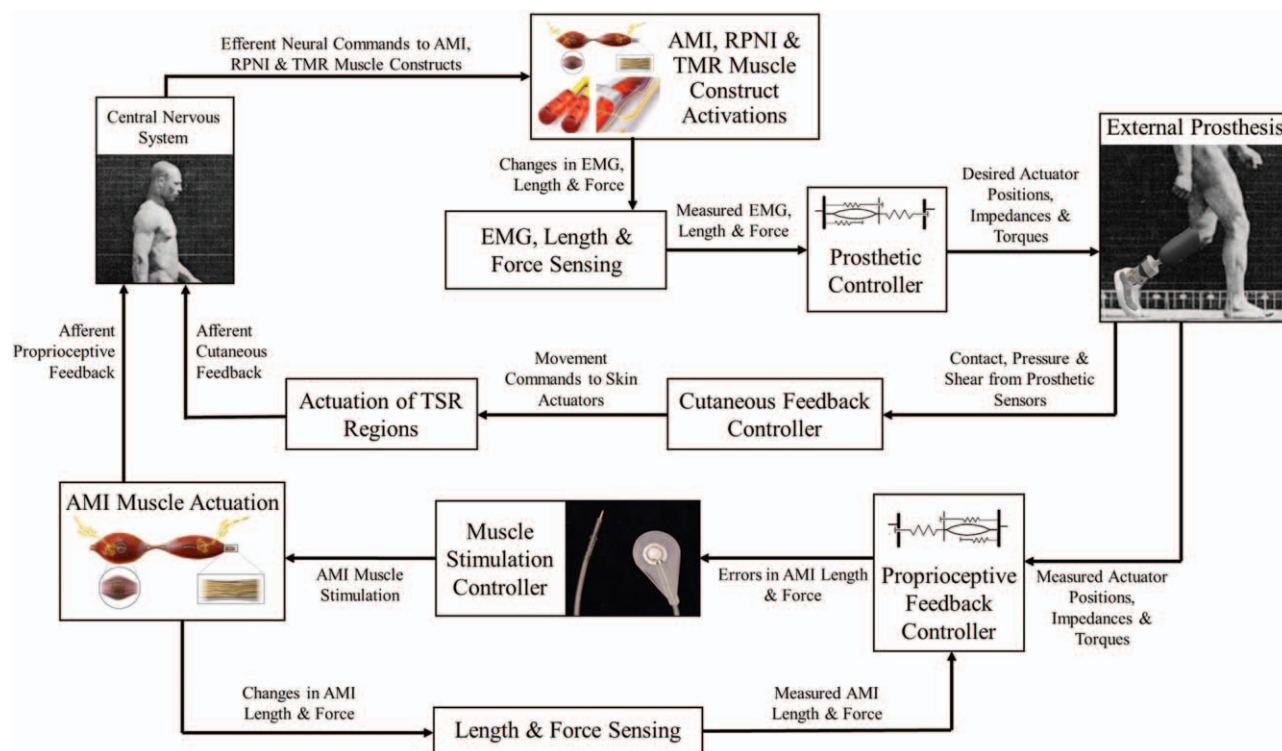 Efferent Neural Commands to AMI,
RPNI & TMR Muscle Constructs
AMI, RPNI &
TMR Muscle
Construct
Activations
Central Nervous
System
External Prosthesis
Changes in EMG,
Length & Force
Desired Actuator
Positions,
Impedances &
Torques
EMG, Length &
Force Sensing
Measured EMG,
Length & Force
Prosthetic
Controller
Afferent
Proprioceptive
Feedback
Afferent
Cutaneous
Feedback
Actuation of TSR
Regions
Movement
Commands to Skin
Actuators
Cutaneous Feedback
Controller
Contact, Pressure &
Shear from Prosthetic
Sensors
AMI Muscle Actuation
AMI Muscle
Stimulation
Muscle
Stimulation
Controller
Errors in AMI Length
& Force
Proprioceptive
Feedback
Controller
Measured Actuator
Positions,
Impedances &
Torques
Changes in AMI
Length & Force
Length & Force Sensing
Measured AMI
Length & Force